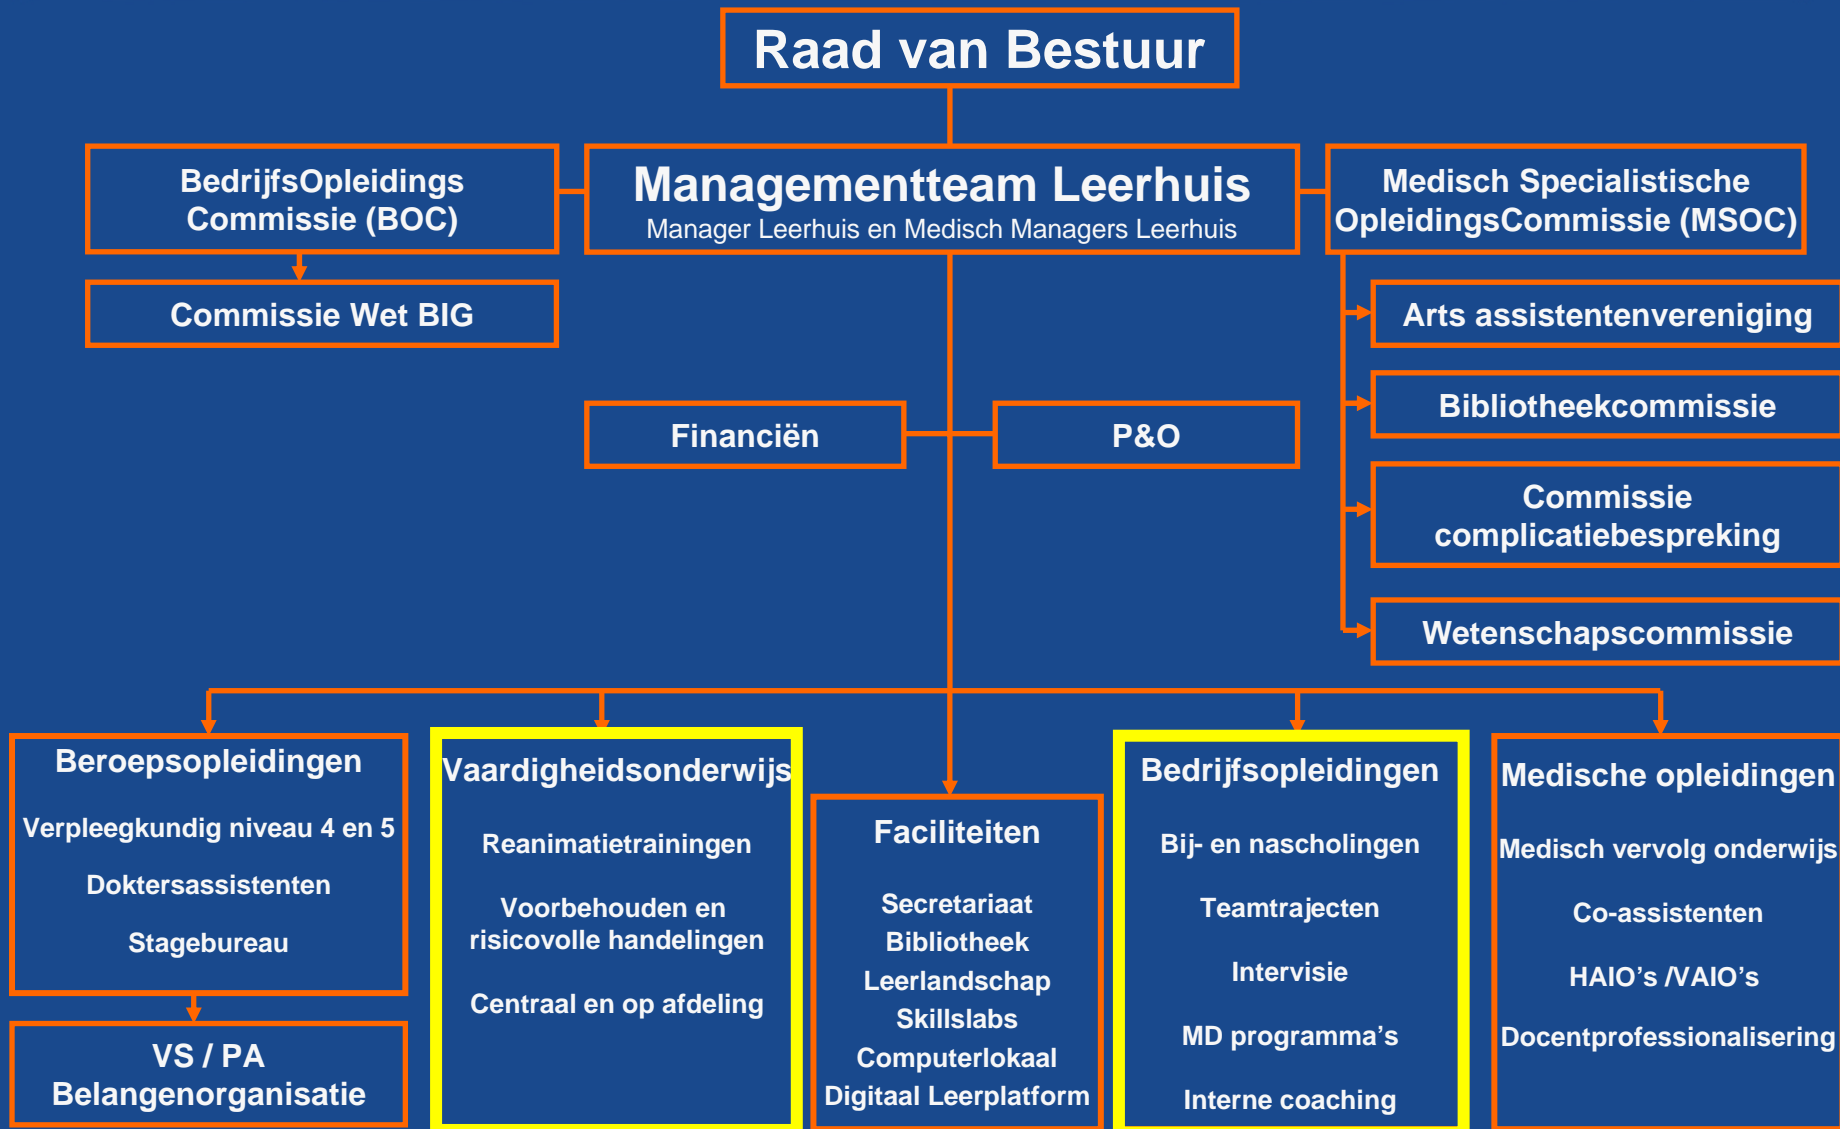 Raad van Bestuur
BedrijfsOpleidings
Commissie (BOC)
Managementteam Leerhuis
Manager Leerhuis en Medisch Managers Leerhuis
Medisch Specialistische
OpleidingsCommissie (MSOC)
Commissie Wet BIG
Arts assistentenvereniging
Bibliotheekcommissie
Financiën
P&O
Commissie
complicatiebespreking
Wetenschapscommissie
Beroepsopleidingen
Verpleegkundig niveau 4 en 5
Doktersassistenten
Stagebureau
VS / PA
Belangenorganisatie
Vaardigheidsonderwijs
Reanimatietrainingen
Voorbehouden en
risicovolle handelingen
Centraal en op afdeling
Faciliteiten
Secretariaat
Bibliotheek
Leerlandschap
Skillslabs
Computerlokaal
Digitaal Leerplatform
Bedrijfsopleidingen
Bij- en nascholingen
Teamtrajecten
Intervisie
MD programma's
Interne coaching
Medische opleidingen
Medisch vervolg onderwijs
Co-assistenten
HAIO's /VAIO's
Docentprofessionalisering